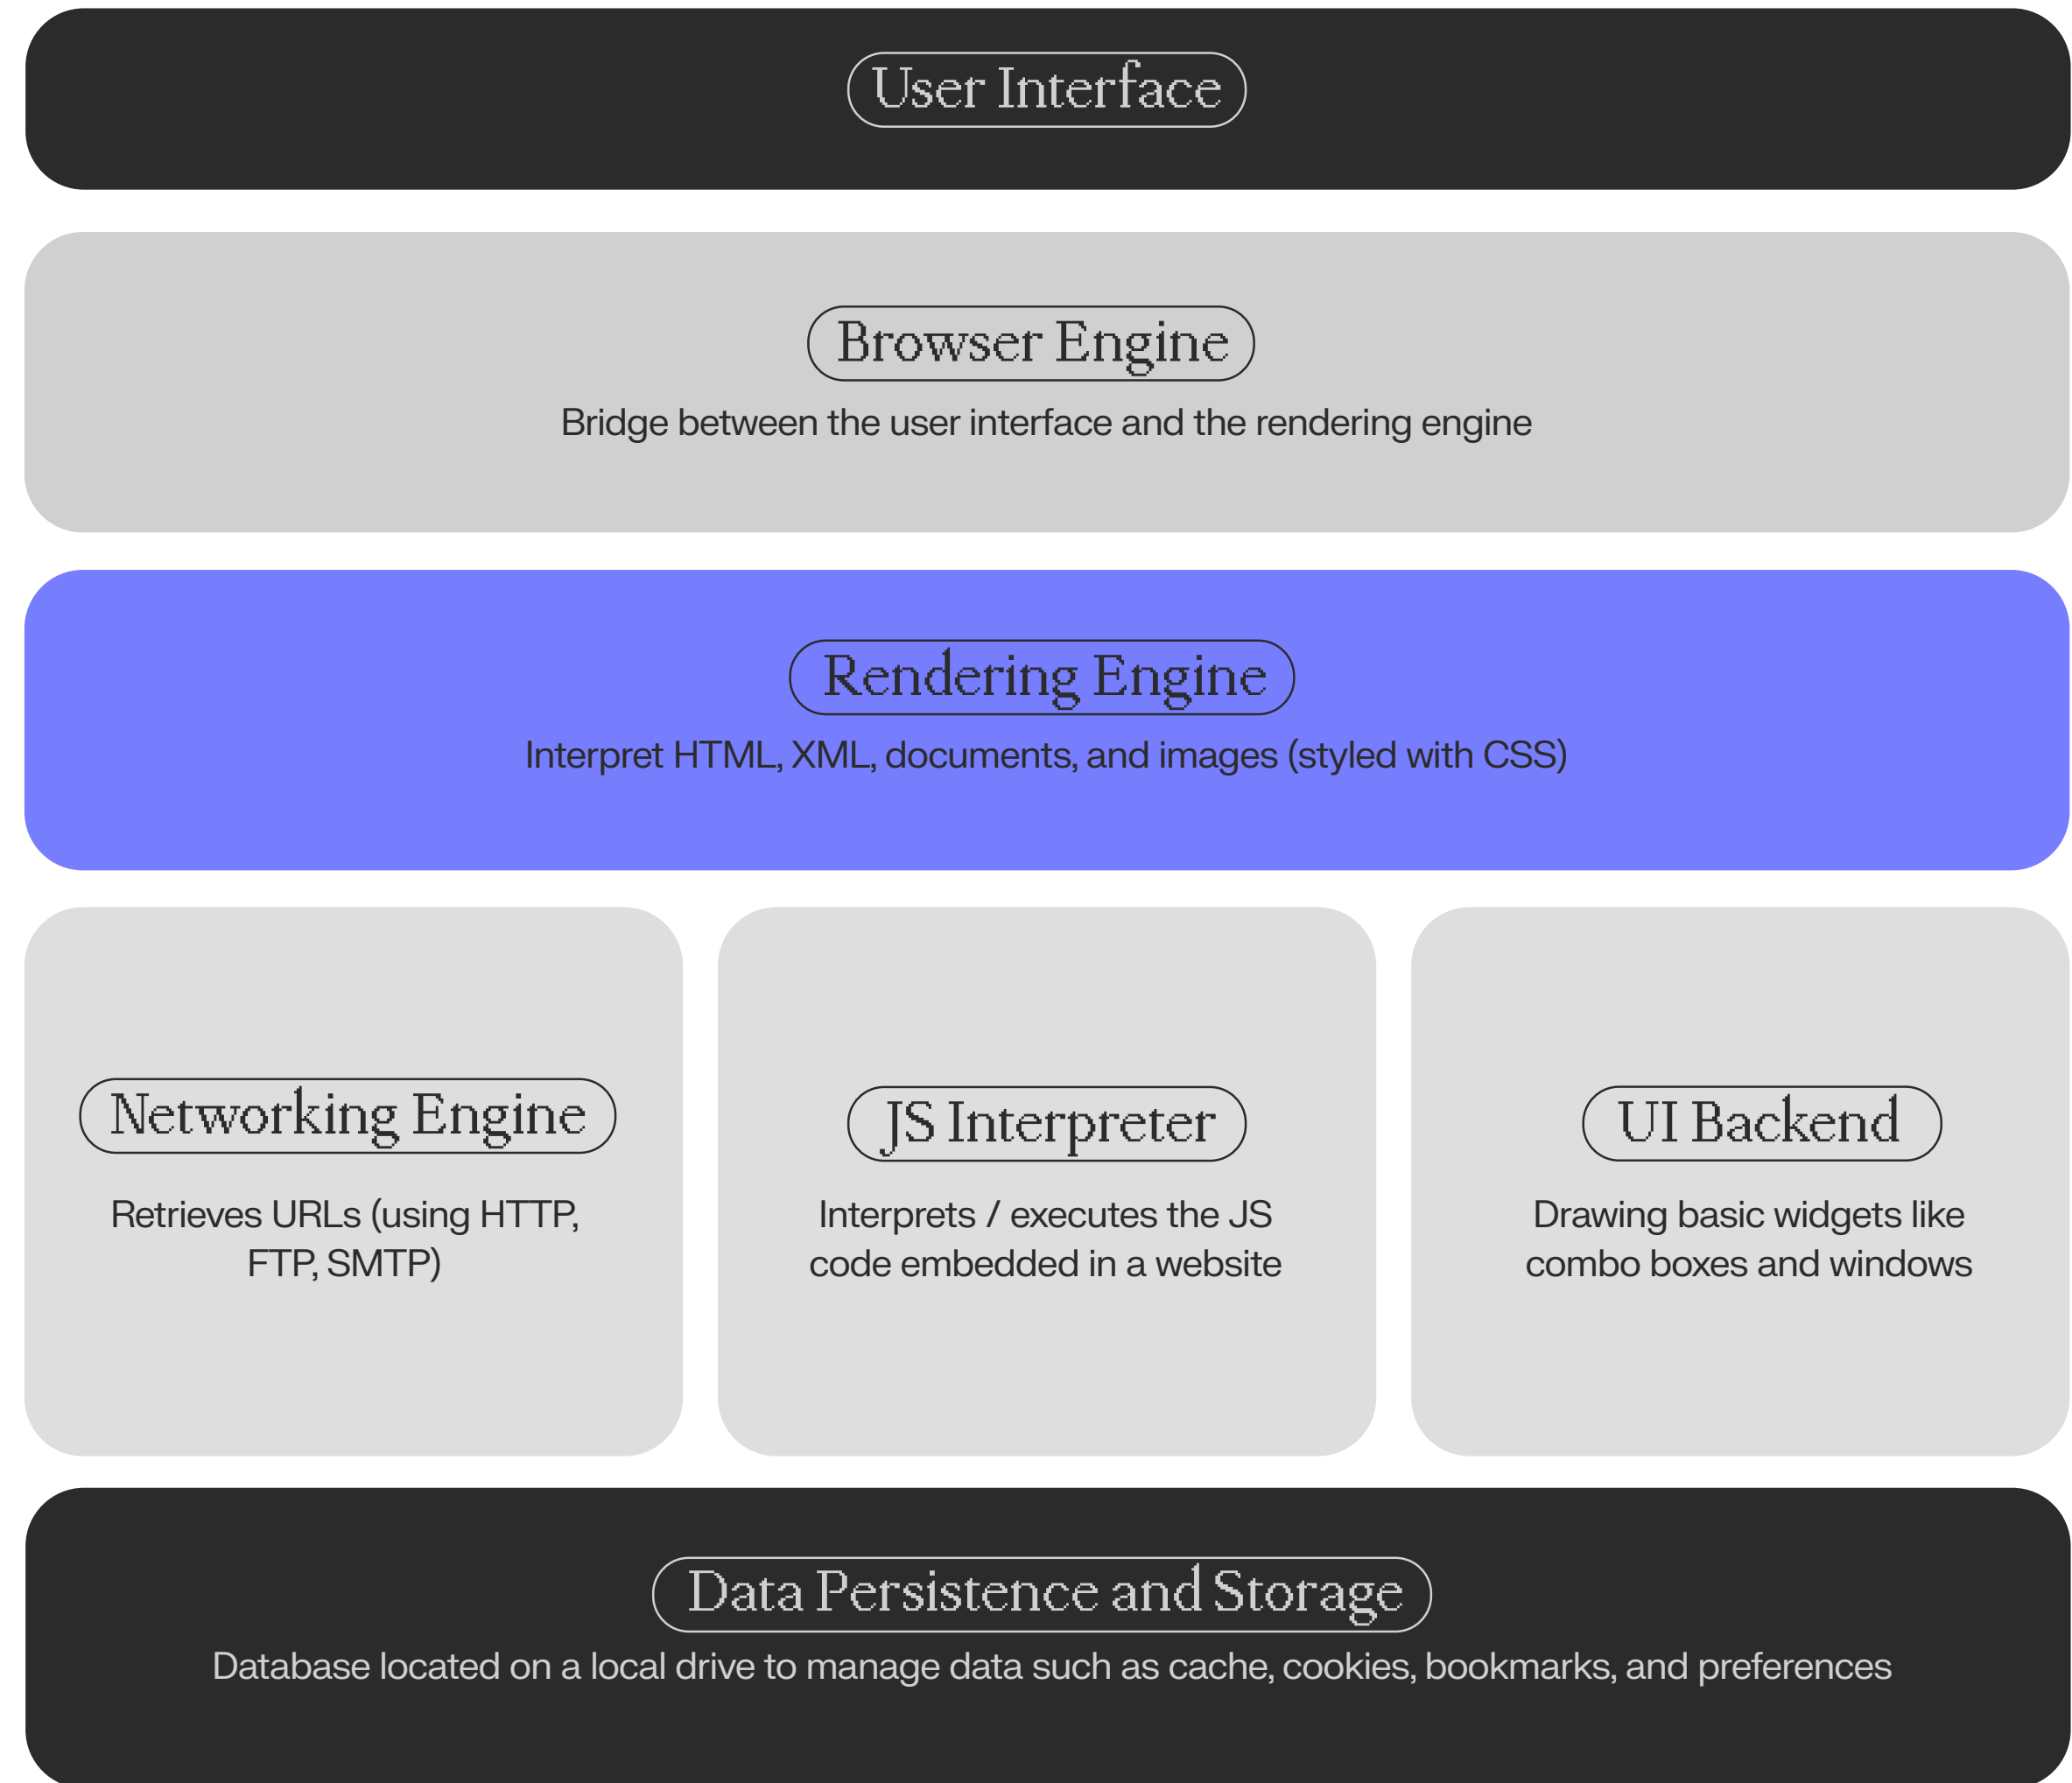 User Interface
Browser Engine
Bridge between the user interface and the rendering engine
Rendering Engine
Interpret HTML, XML, documents, and images (styled with CSS)
Networking Engine
Retrieves URLs (using HTTP,
FTP, SMTP)
JS Interpreter
Interprets / executes the JS
code embedded in a website
UI Backend
Drawing basic widgets like
combo boxes and windows
Data Persistence and Storage
Database located on a local drive to manage data such as cache, cookies, bookmarks, and preferences